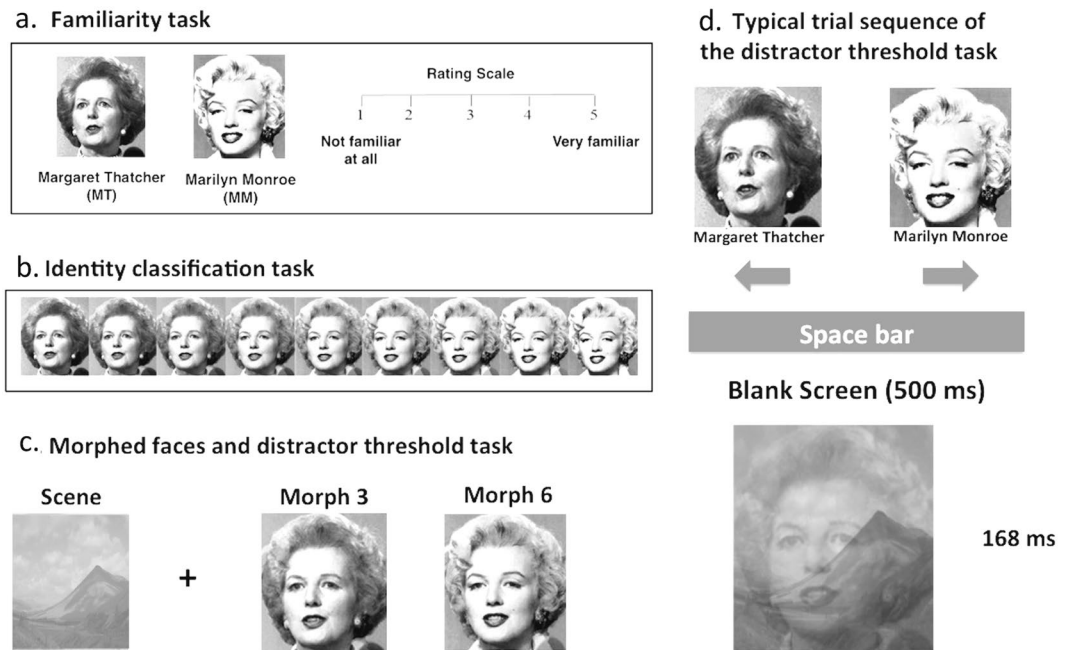 a. Familiarity task
Rating Scale
1 2 3 4 5
Not familiar
at all
Very familiar
Margaret Thatcher
(MT)
Marilyn Monroe
(MM)
b. Identity classification task
c. Morphed faces and distractor threshold task
Scene
+
Morph 3
Morph 6
d. Typical trial sequence of
the distractor threshold task
Margaret Thatcher
Marilyn Monroe
Space bar
Blank Screen (500 ms)
168 ms